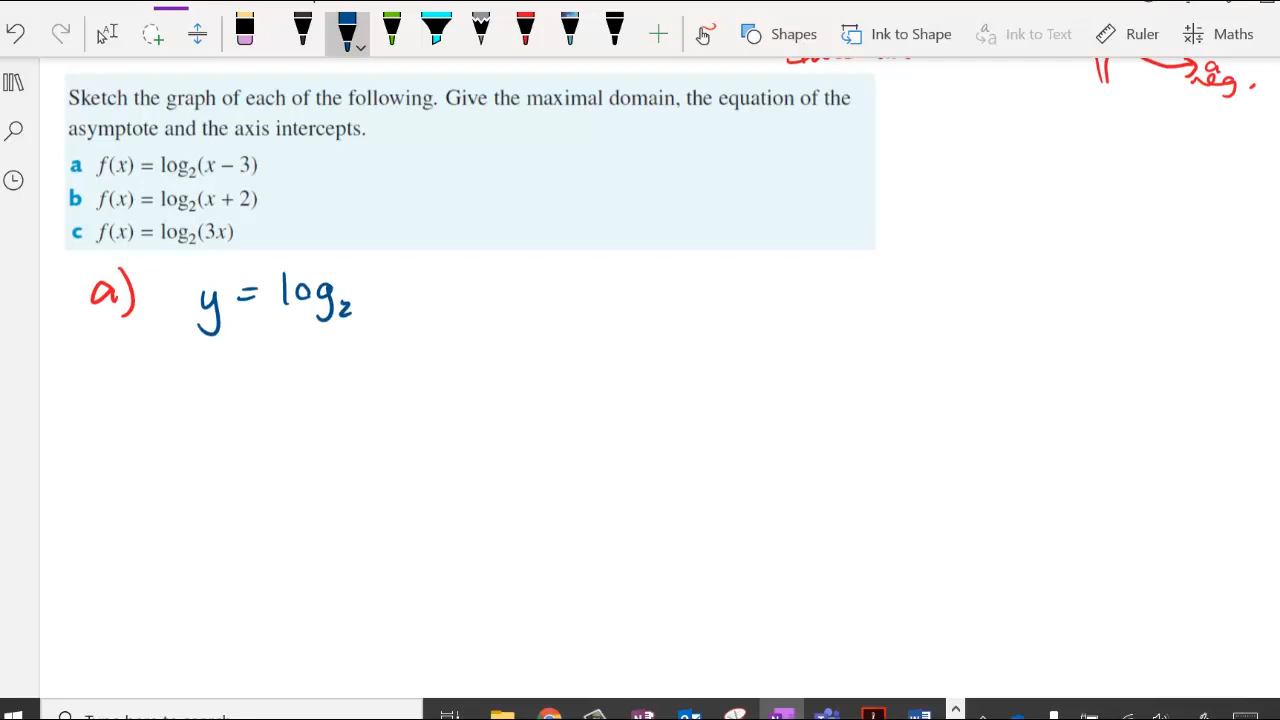 Shapes
Ink to Shape
Ink to Text
Ruler
Maths
a
neg.
Sketch the graph of each of the following. Give the maximal domain, the equation of the
asymptote and the axis intercepts.
a f(x) = log₂(x − 3)
b f(x) = log₂(x + 2)
c f(x) = log₂(3x)
a) y = log₂